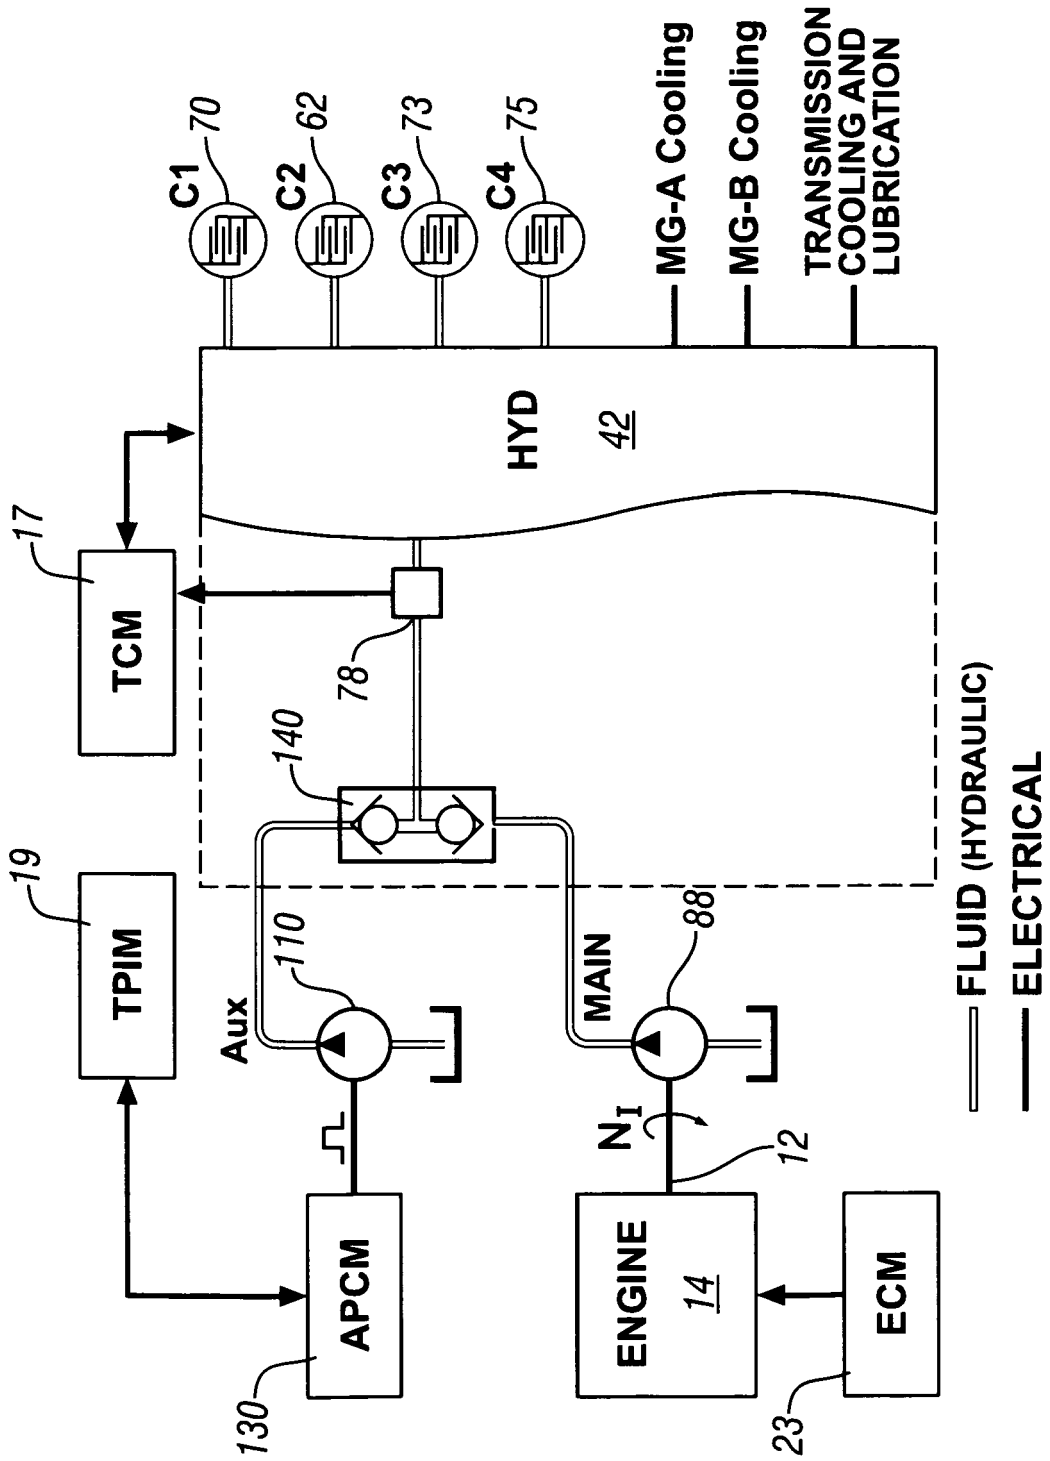 130
APCM
TPIM
19
TCM
17
Aux
110
140
78
HYD
42
C1
70
C2
62
C3
73
C4
75
MG-A Cooling
MG-B Cooling
TRANSMISSION
COOLING AND
LUBRICATION
ENGINE
14
N_I
12
MAIN
88
23
ECM
FLUID (HYDRAULIC)
ELECTRICAL